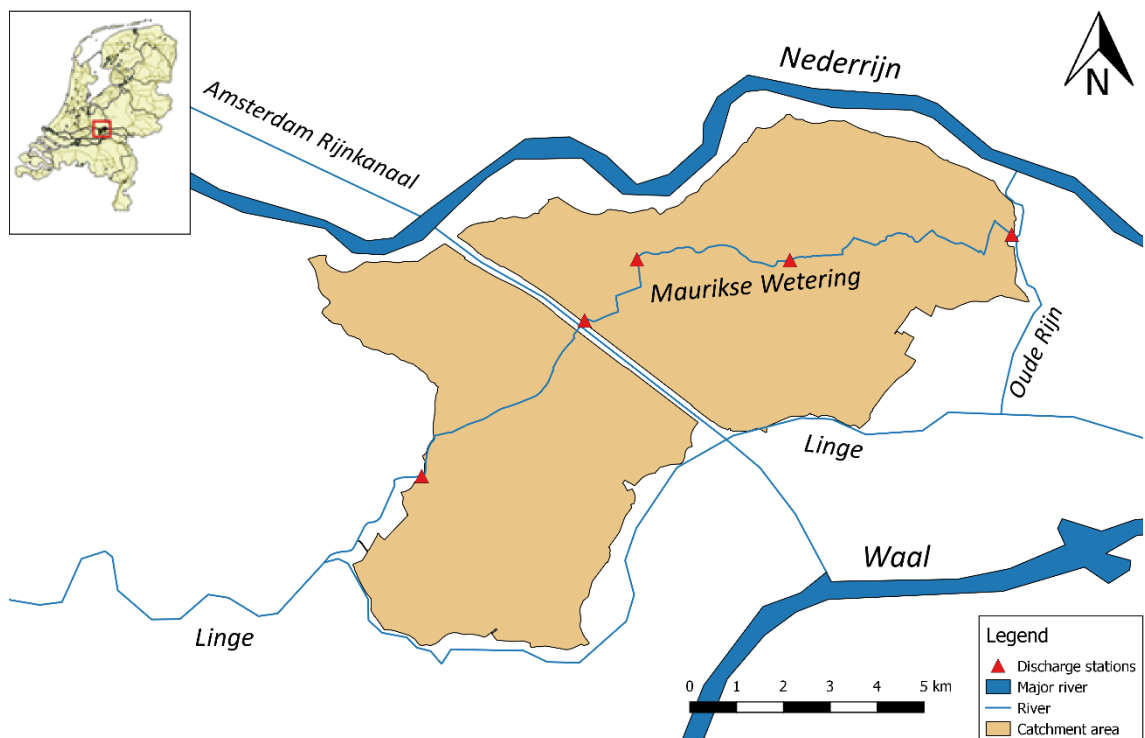 Nederrijn
Amsterdam Rijnkanaal
N
Maurikse Wetering
Oude Rijn
Linge
Waal
Linge
Legend
Discharge stations
Major river
River
Catchment area
0 1 2 3 4 5 km